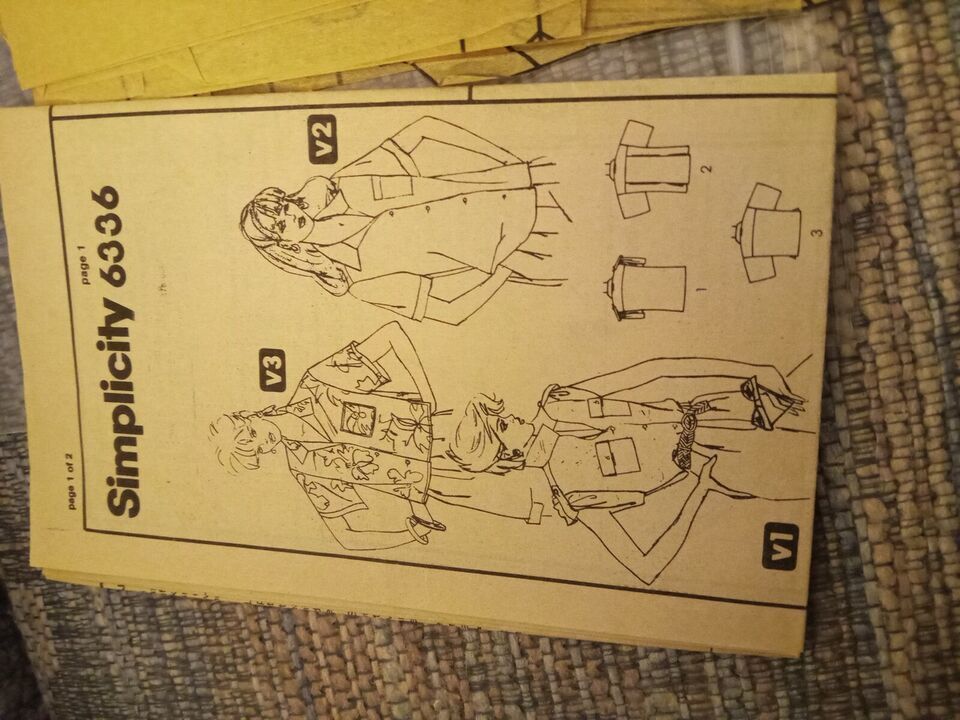 page 1 of 2
page 1
Simplicity 6336
v3
v2
v1
1
2
3